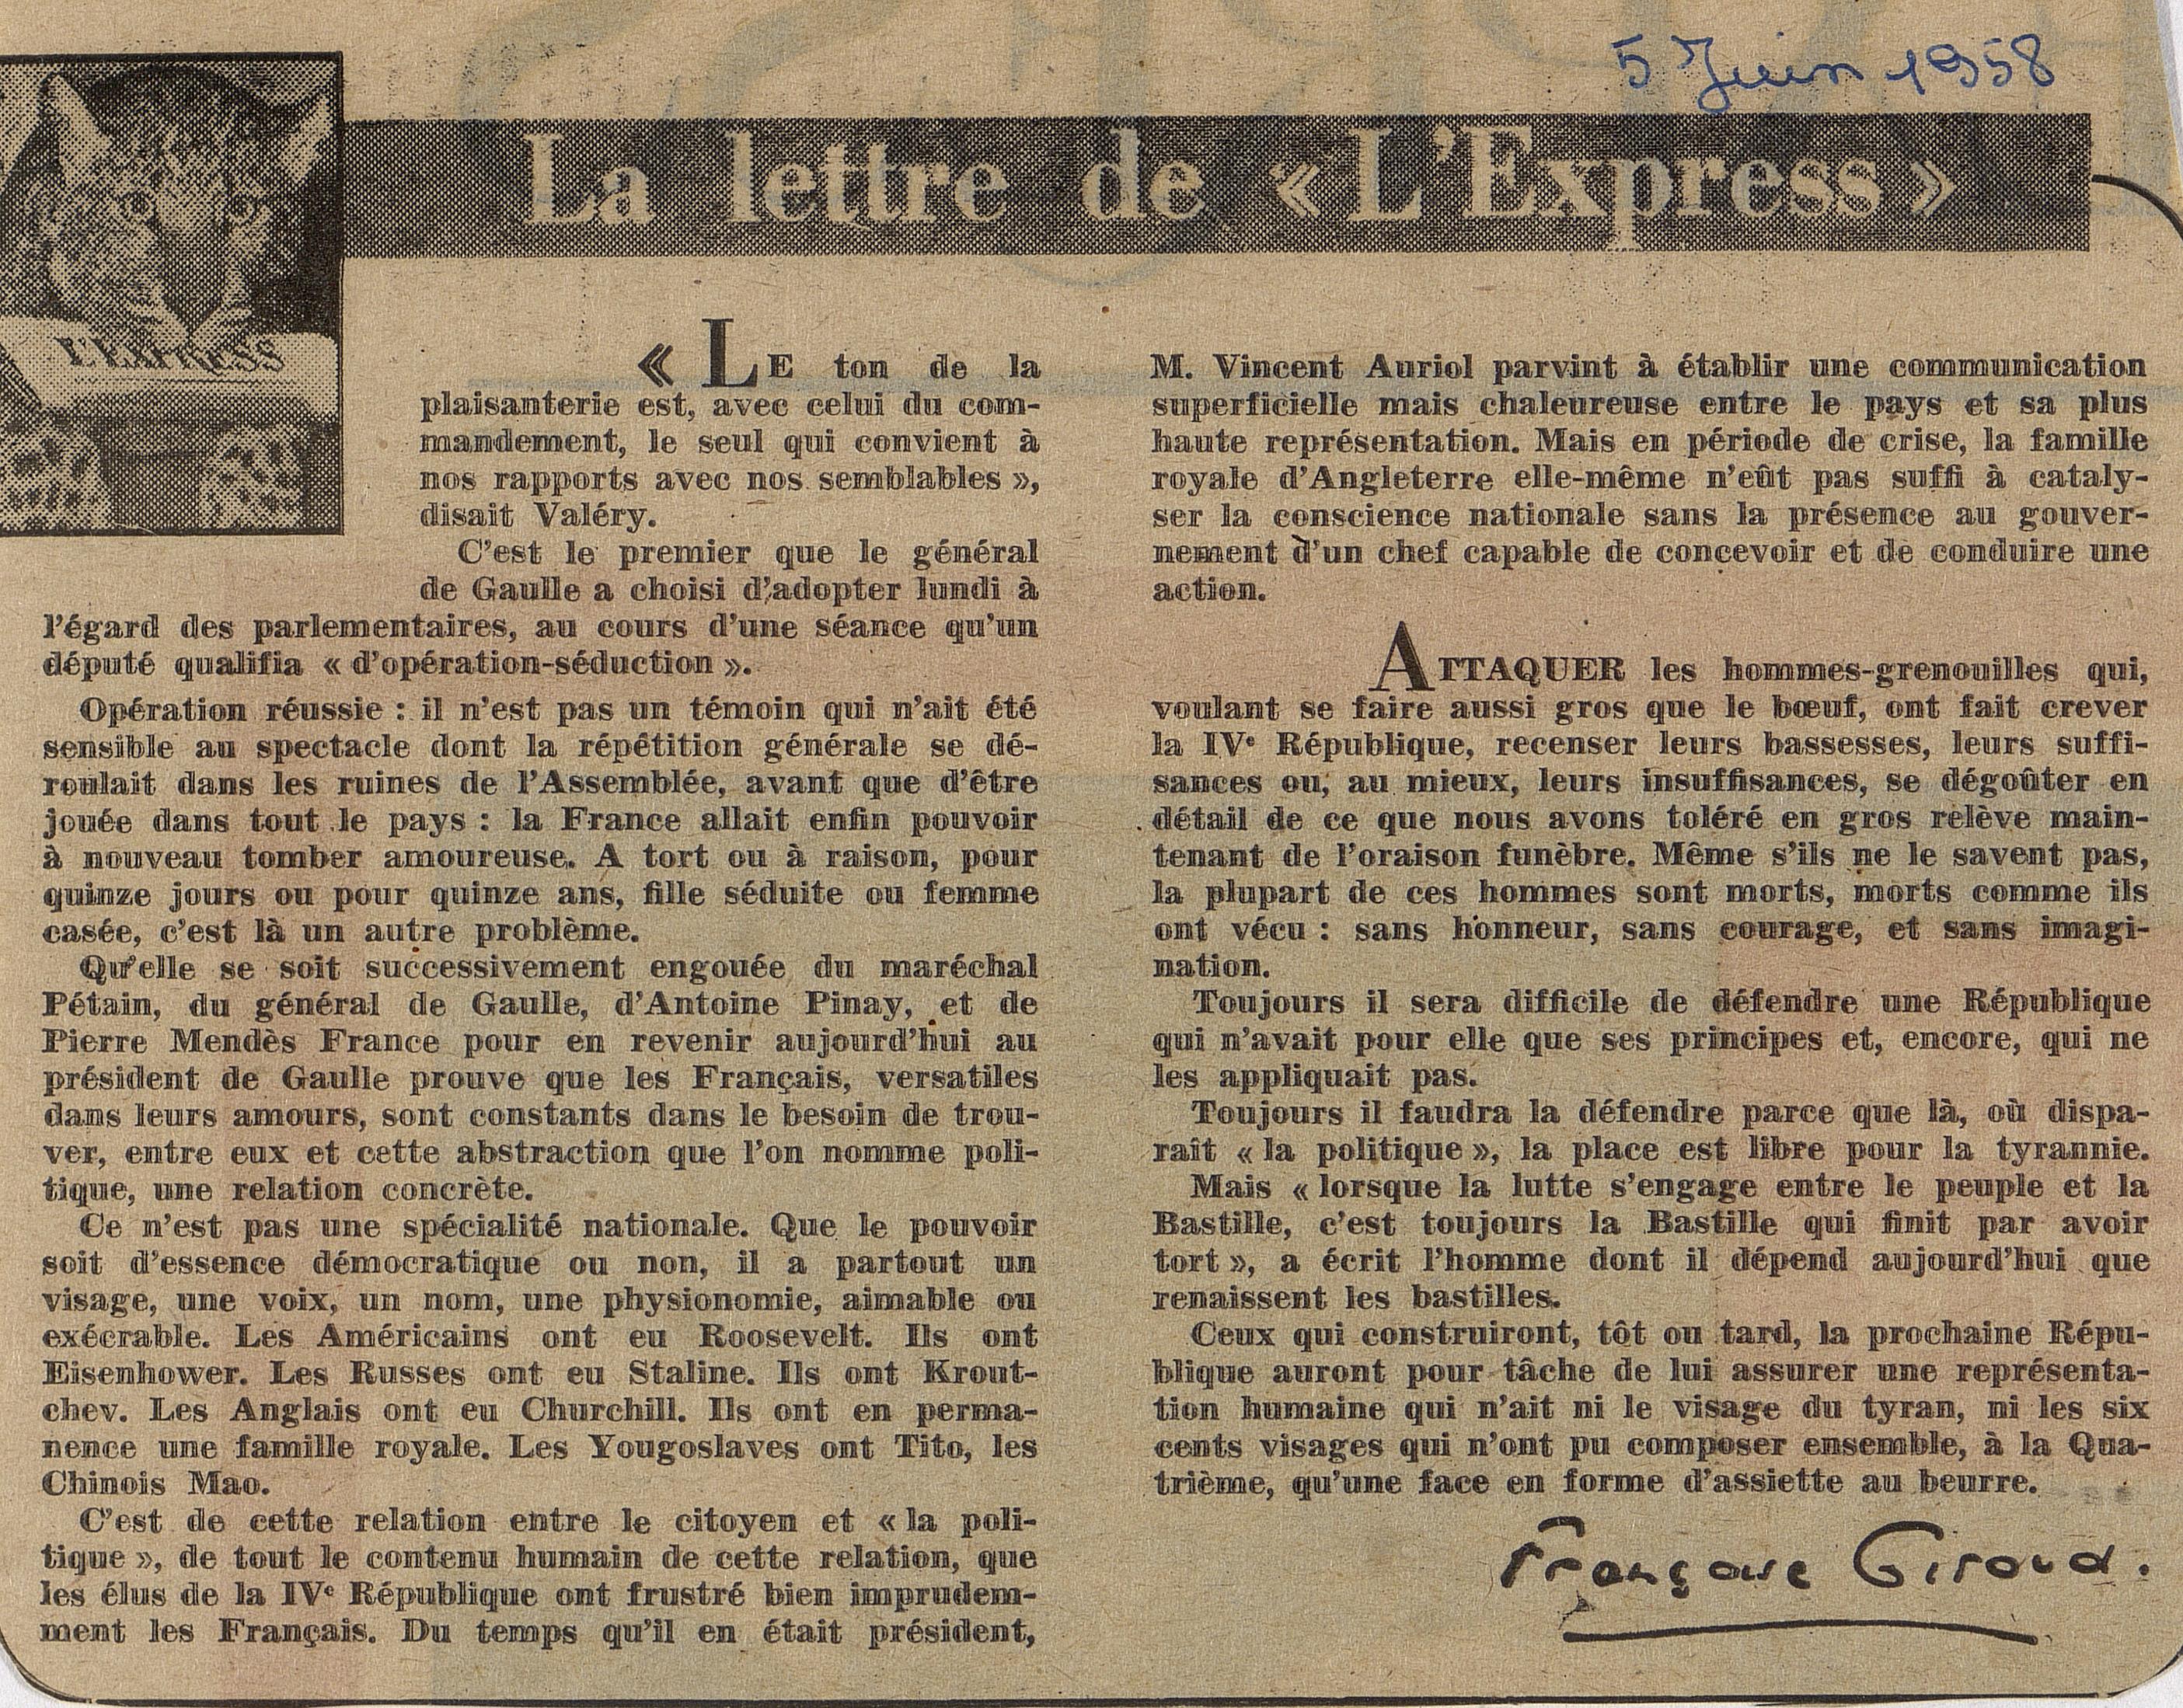 5 Juin 1958
La lettre de « L'Express »
L'EXPRESS
« LE ton de la
plaisanterie est, avec celui du com-
mandement, le seul qui convient à
nos rapports avec nos semblables »,
disait Valéry.
C'est le premier que le général
de Gaulle a choisi d'adopter lundi à
l'égard des parlementaires, au cours d'une séance qu'un
député qualifia « d'opération-séduction ».
Opération réussie : il n'est pas un témoin qui n'ait été
sensible au spectacle dont la répétition générale se dé-
roulait dans les ruines de l'Assemblée, avant que d'être
jouée dans tout le pays : la France allait enfin pouvoir
à nouveau tomber amoureuse. A tort ou à raison, pour
quinze jours ou pour quinze ans, fille séduite ou femme
casée, c'est là un autre problème.
Qu'elle se soit successivement engouée du maréchal
Pétain, du général de Gaulle, d'Antoine Pinay, et de
Pierre Mendès France pour en revenir aujourd'hui au
président de Gaulle prouve que les Français, versatiles
dans leurs amours, sont constants dans le besoin de trou-
ver, entre eux et cette abstraction que l'on nomme poli-
tique, une relation concrète.
Ce n'est pas une spécialité nationale. Que le pouvoir
soit d'essence démocratique ou non, il a partout un
visage, une voix, un nom, une physionomie, aimable ou
exécrable. Les Américains ont eu Roosevelt. Ils ont
Eisenhower. Les Russes ont eu Staline. Ils ont Krout-
chev. Les Anglais ont eu Churchill. Ils ont en perma-
nence une famille royale. Les Yougoslaves ont Tito, les
Chinois Mao.
C'est de cette relation entre le citoyen et « la poli-
tique », de tout le contenu humain de cette relation, que
les élus de la IVe République ont frustré bien imprudem-
ment les Français. Du temps qu'il en était président,
M. Vincent Auriol parvint à établir une communication
superficielle mais chaleureuse entre le pays et sa plus
haute représentation. Mais en période de crise, la famille
royale d'Angleterre elle-même n'eût pas suffi à cataly-
ser la conscience nationale sans la présence au gouver-
nement d'un chef capable de concevoir et de conduire une
action.
ATTAQUER les hommes-grenouilles qui,
voulant se faire aussi gros que le bœuf, ont fait crever
la IVe République, recenser leurs bassesses, leurs suffi-
sances ou, au mieux, leurs insuffisances, se dégoûter en
détail de ce que nous avons toléré en gros relève main-
tenant de l'oraison funèbre. Même s'ils ne le savent pas,
la plupart de ces hommes sont morts, morts comme ils
ont vécu : sans honneur, sans courage, et sans imagi-
nation.
Toujours il sera difficile de défendre une République
qui n'avait pour elle que ses principes et, encore, qui ne
les appliquait pas.
Toujours il faudra la défendre parce que là, où dispa-
raît « la politique », la place est libre pour la tyrannie.
Mais « lorsque la lutte s'engage entre le peuple et la
Bastille, c'est toujours la Bastille qui finit par avoir
tort », a écrit l'homme dont il dépend aujourd'hui que
renaissent les bastilles.
Ceux qui construiront, tôt ou tard, la prochaine Répu-
blique auront pour tâche de lui assurer une représenta-
tion humaine qui n'ait ni le visage du tyran, ni les six
cents visages qui n'ont pu composer ensemble, à la Qua-
trième, qu'une face en forme d'assiette au beurre.
Françoise Giroud.